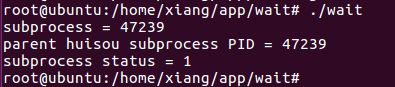 root@ubuntu:/home/xiang/app/wait# ./wait
subprocess = 47239
parent huisou subprocess PID = 47239
subprocess status = 1
root@ubuntu:/home/xiang/app/wait#